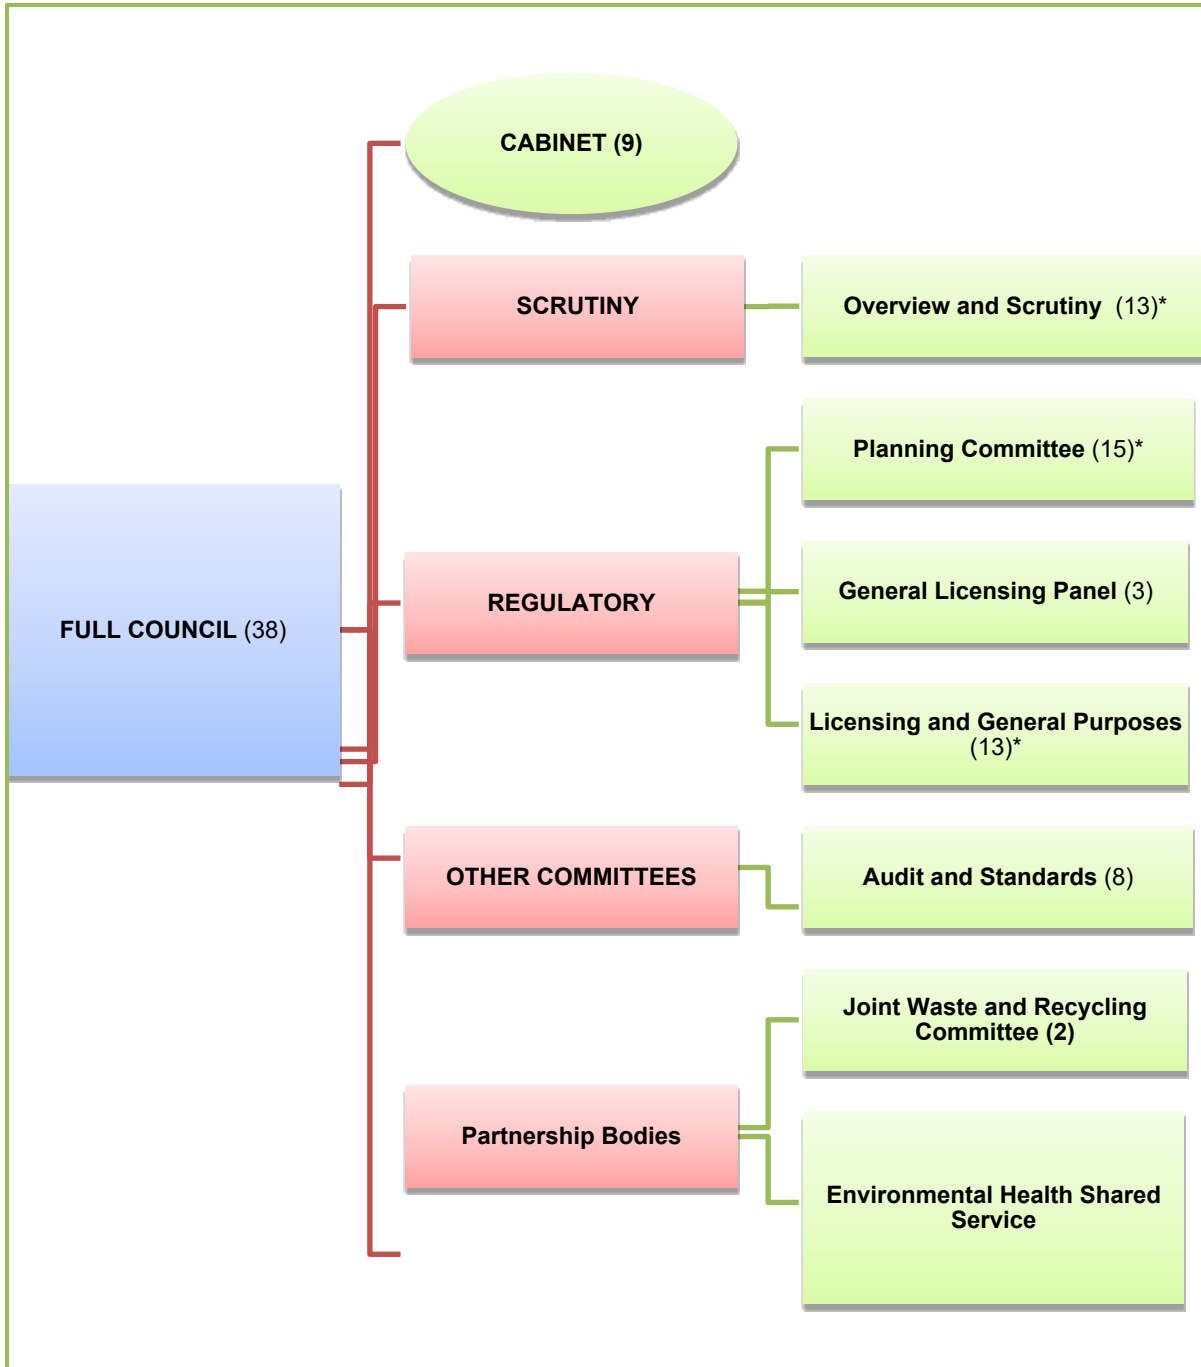 CABINET (9)
SCRUTINY
Overview and Scrutiny (13)*
Planning Committee (15)*
FULL COUNCIL (38)
REGULATORY
General Licensing Panel (3)
Licensing and General Purposes
(13)*
OTHER COMMITTEES
Audit and Standards (8)
Joint Waste and Recycling
Committee (2)
Partnership Bodies
Environmental Health Shared
Service